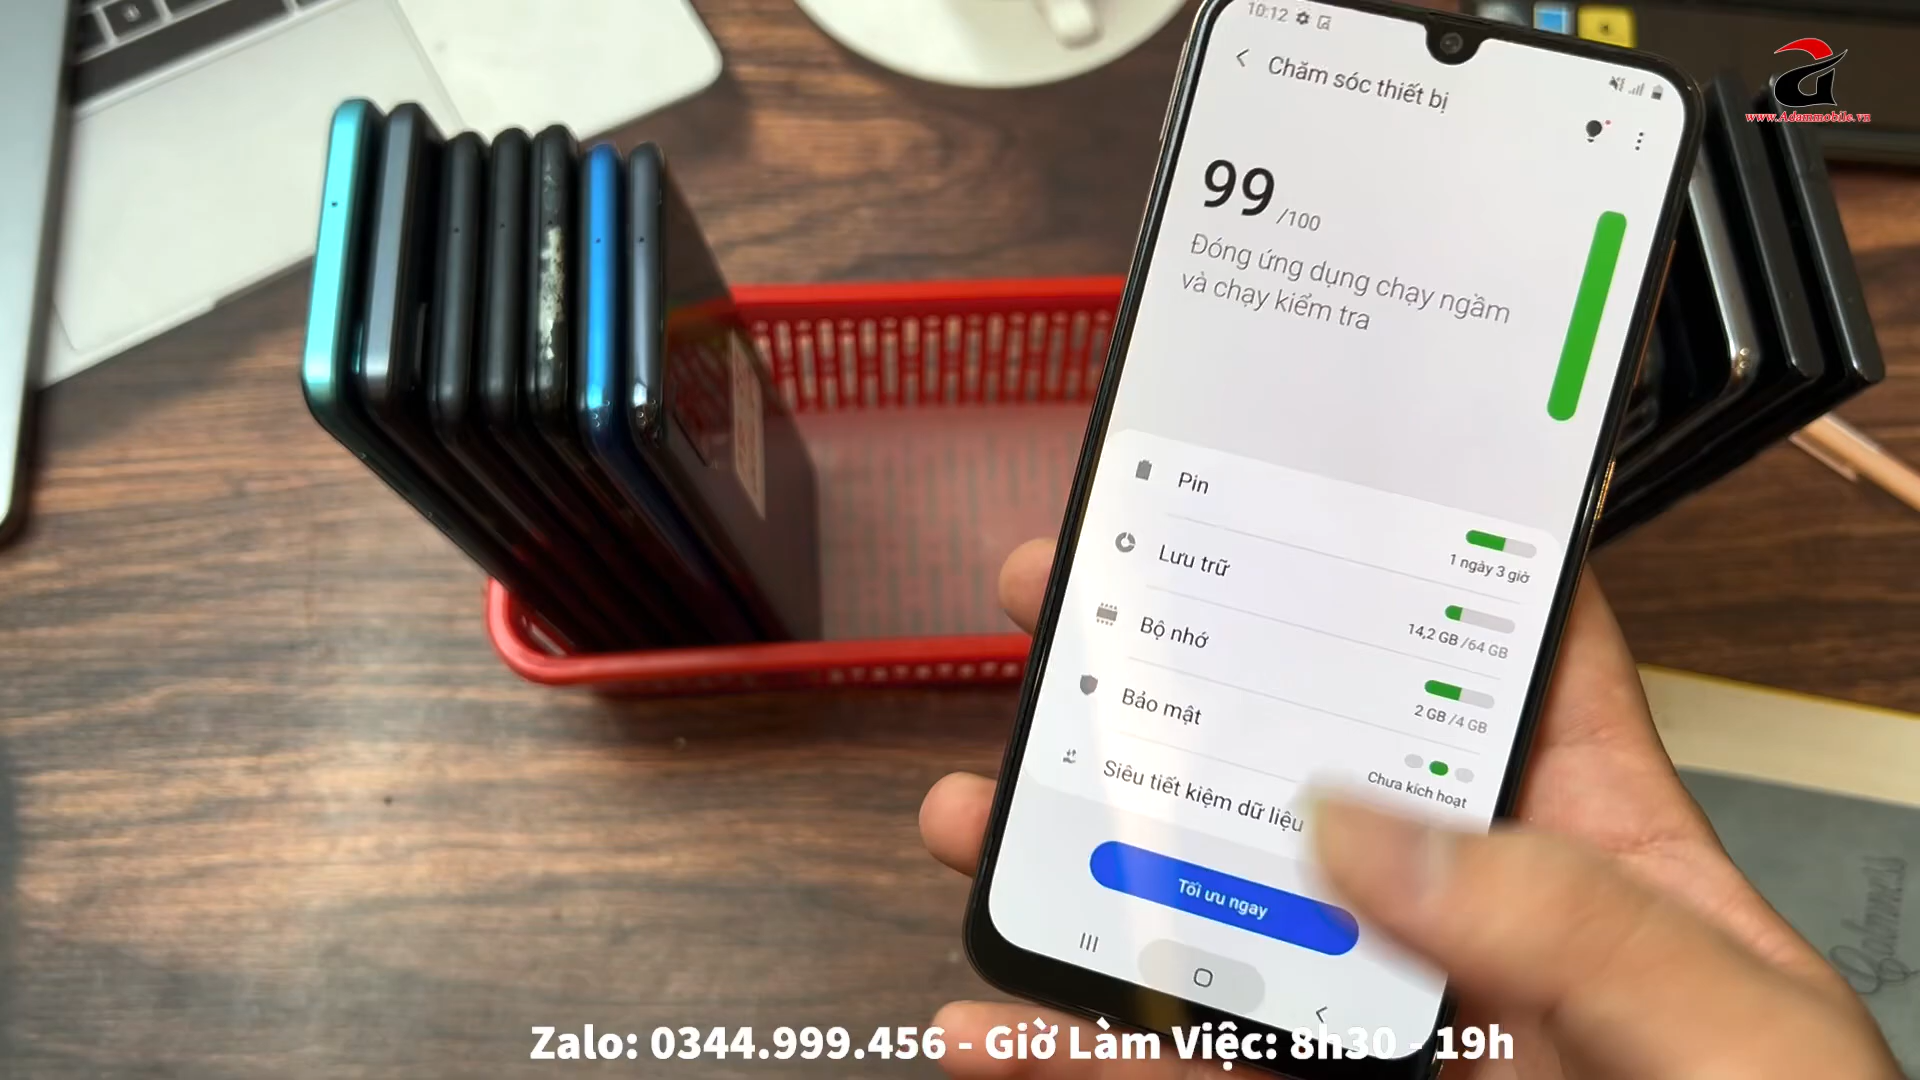 10:12
Chăm sóc thiết bị
99/100
Đóng ứng dụng chạy ngầm
và chạy kiểm tra
Pin
1 ngày 3 giờ
Lưu trữ
14,2 GB /64 GB
Bộ nhớ
2 GB /4 GB
Bảo mật
Chưa kích hoạt
Siêu tiết kiệm dữ liệu
Tối ưu ngay
www.Adammobile.vn
Calmness
Zalo: 0344.999.456 - Giờ Làm Việc: 8h30 - 19h